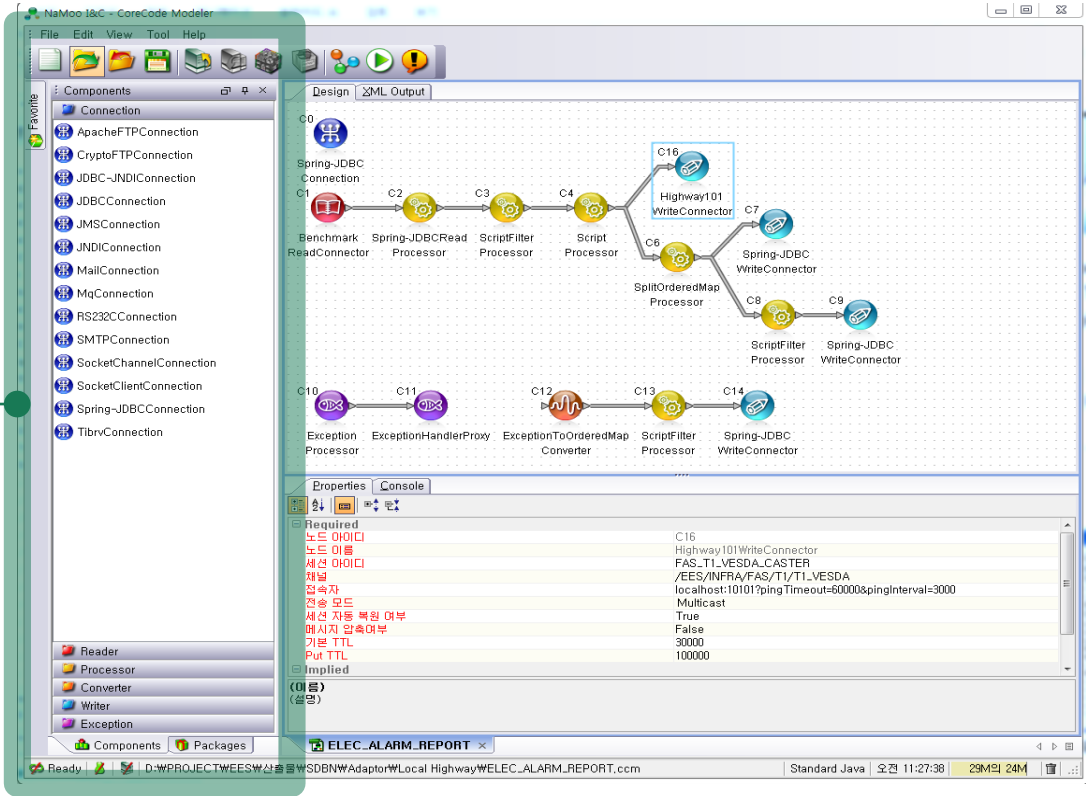 NaMoo I&C - CoreCode Modeler
File Edit View Tool Help
Favorite
Components
Connection
ApacheFTPConnection
CryptoFTPConnection
JDBC-JNDIConnection
JDBCConnection
JMSConnection
JNDIConnection
MailConnection
MqConnection
RS232CConnection
SMTPConnection
SocketChannelConnection
SocketClientConnection
Spring-JDBCConnection
TibrvConnection
Reader
Processor
Converter
Writer
Exception
Components Packages
Design XML Output
C0
Spring-JDBC
Connection
C1
Benchmark
ReadConnector
C2
Spring-JDBCRead
Processor
C3
ScriptFilter
Processor
C4
Script
Processor
C16
Highway101
WriteConnector
C6
SplitOrderedMap
Processor
C7
Spring-JDBC
WriteConnector
C8
ScriptFilter
Processor
C9
Spring-JDBC
WriteConnector
C10
Exception
Processor
C11
ExceptionHandlerProxy
C12
ExceptionToOrderedMap
Converter
C13
ScriptFilter
Processor
C14
Spring-JDBC
WriteConnector
Properties Console
Required
노드 아이디 C16
노드 이름 Highway101WriteConnector
세션 아이디 FAS_T1_VESDA_CASTER
채널 /EES/INFRA/FAS/T1/T1_VESDA
접속자 localhost:10101?pingTimeout=60000&pingInterval=3000
전송 모드 Multicast
세션 자동 복원 여부 True
메시지 압축여부 False
기본 TTL 30000
Put TTL 100000
Implied
(이름)
(설명)
ELEC_ALARM_REPORT
Ready D:₩PROJECT₩EES₩산출물₩SDBN₩Adaptor₩Local Highway₩ELEC_ALARM_REPORT.ccm Standard Java 오전 11:27:38 29M의 24M